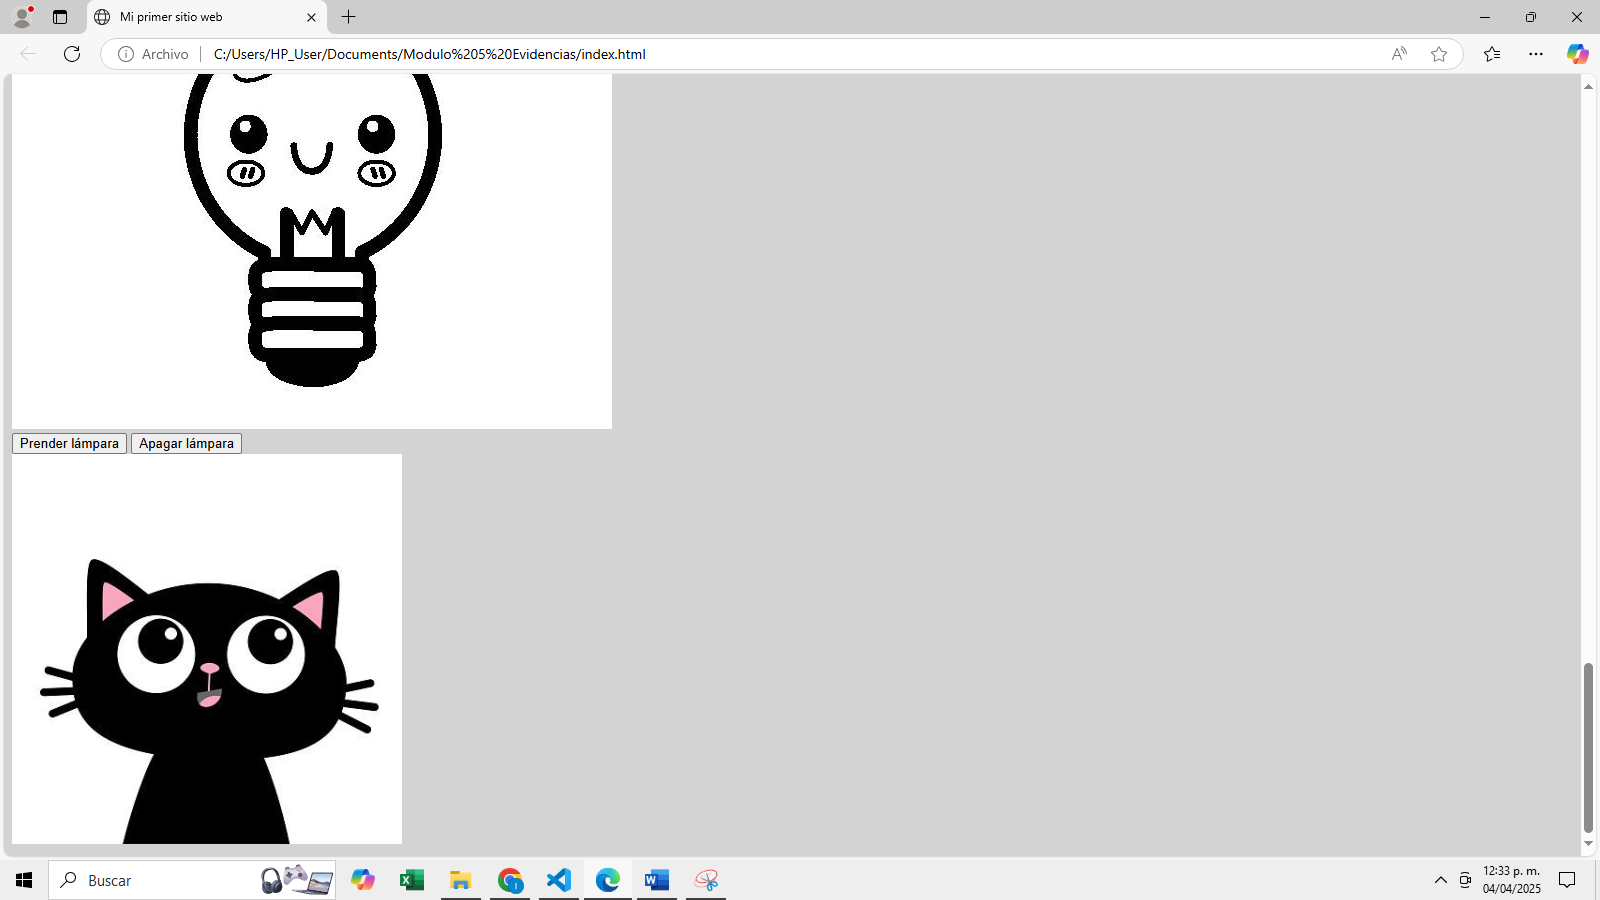 Mi primer sitio web
Archivo
C:/Users/HP_User/Documents/Modulo%205%20Evidencias/index.html
Prender lámpara
Apagar lámpara
Buscar
12:33 p. m.
04/04/2025